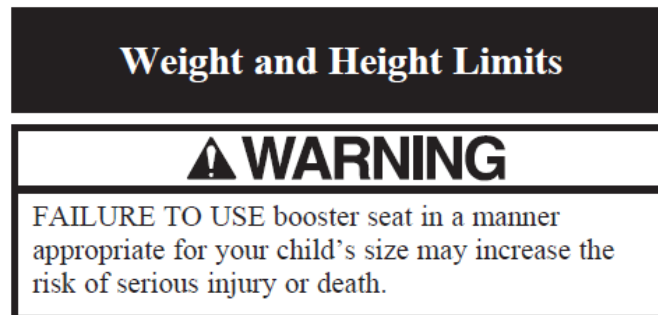 Weight and Height Limits
WARNING
FAILURE TO USE booster seat in a manner
appropriate for your child's size may increase the
risk of serious injury or death.